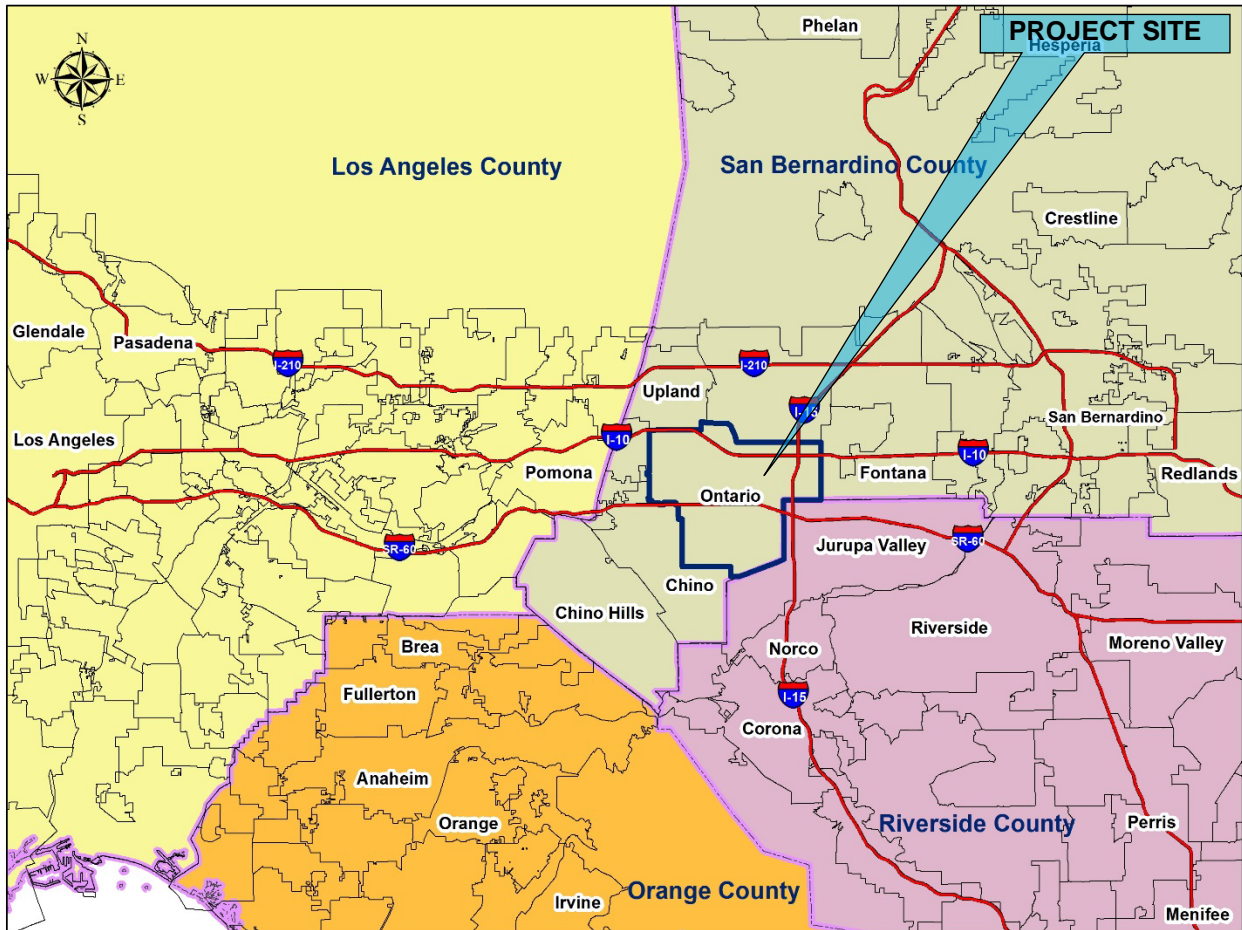 Phelan
PROJECT SITE
Hesperia
N
W
E
S
Los Angeles County
San Bernardino County
Crestline
Glendale
Pasadena
I-210
Upland
I-210
I-15
San Bernardino
Los Angeles
I-10
Pomona
Fontana
I-10
Redlands
Ontario
SR-60
Jurupa Valley
SR-60
Chino
Chino Hills
Riverside
Moreno Valley
Brea
Norco
Fullerton
I-15
Corona
Anaheim
Orange
Riverside County
Perris
Orange County
Irvine
Menifee